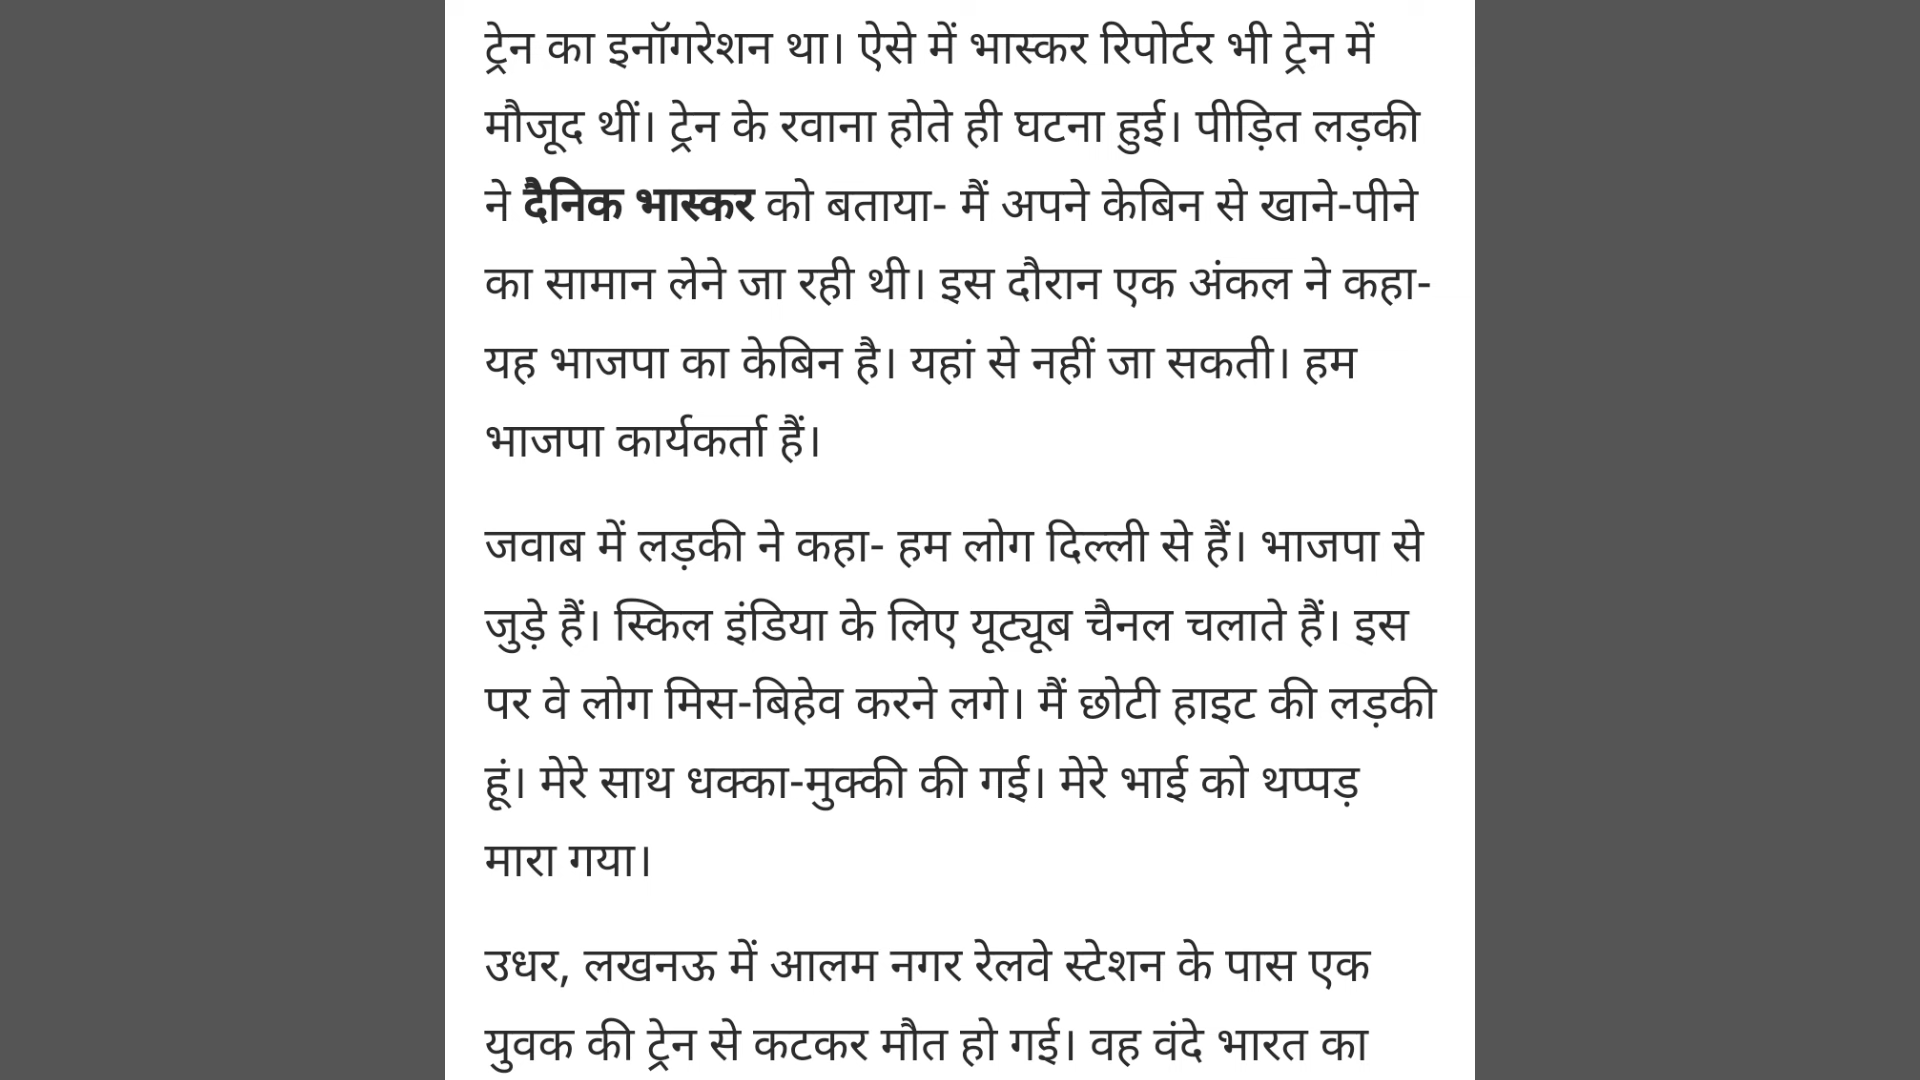 ट्रेन का इनॉगरेशन था। ऐसे में भास्कर रिपोर्टर भी ट्रेन में
मौजूद थीं। ट्रेन के रवाना होते ही घटना हुई। पीड़ित लड़की
ने दैनिक भास्कर को बताया- मैं अपने केबिन से खाने-पीने
का सामान लेने जा रही थी। इस दौरान एक अंकल ने कहा-
यह भाजपा का केबिन है। यहां से नहीं जा सकती। हम
भाजपा कार्यकर्ता हैं।
जवाब में लड़की ने कहा- हम लोग दिल्ली से हैं। भाजपा से
जुड़े हैं। स्किल इंडिया के लिए यूट्यूब चैनल चलाते हैं। इस
पर वे लोग मिस-बिहेव करने लगे। मैं छोटी हाइट की लड़की
हूं। मेरे साथ धक्का-मुक्की की गई। मेरे भाई को थप्पड़
मारा गया।
उधर, लखनऊ में आलम नगर रेलवे स्टेशन के पास एक
युवक की ट्रेन से कटकर मौत हो गई। वह वंदे भारत का